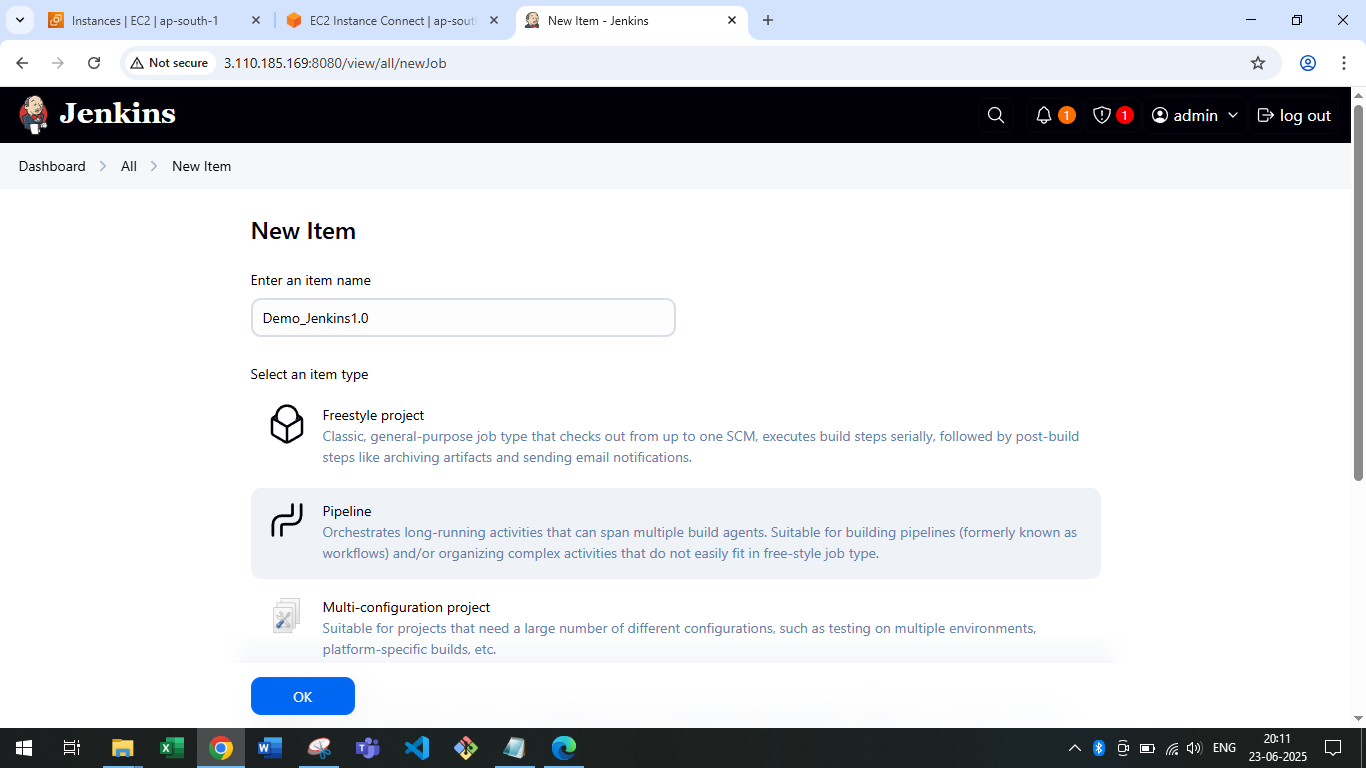 Instances | EC2 | ap-south-1
EC2 Instance Connect | ap-sout
New Item - Jenkins
Not secure
3.110.185.169:8080/view/all/newJob
Jenkins
1
1
admin
log out
Dashboard
All
New Item
New Item
Enter an item name
Demo_Jenkins1.0
Select an item type
Freestyle project
Classic, general-purpose job type that checks out from up to one SCM, executes build steps serially, followed by post-build
steps like archiving artifacts and sending email notifications.
Pipeline
Orchestrates long-running activities that can span multiple build agents. Suitable for building pipelines (formerly known as
workflows) and/or organizing complex activities that do not easily fit in free-style job type.
Multi-configuration project
Suitable for projects that need a large number of different configurations, such as testing on multiple environments,
platform-specific builds, etc.
OK
ENG
20:11
23-06-2025